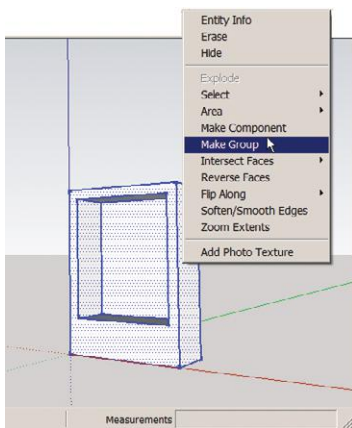 Entity Info
Erase
Hide
Explode
Select
Area
Make Component
Make Group
Intersect Faces
Reverse Faces
Flip Along
Soften/Smooth Edges
Zoom Extents
Add Photo Texture
Measurements